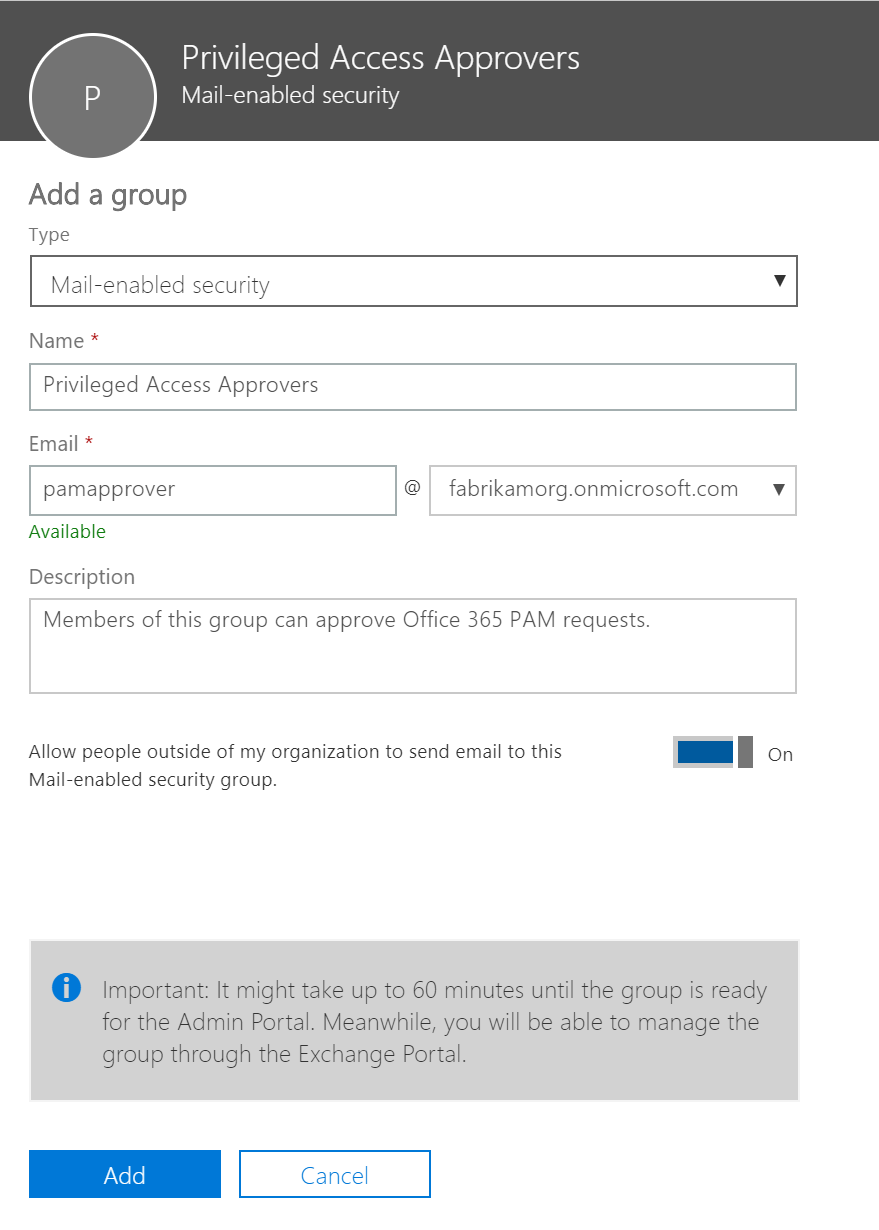 P
Privileged Access Approvers
Mail-enabled security
Add a group
Type
Mail-enabled security
Name *
Privileged Access Approvers
Email *
pamapprover @ fabrikamorg.onmicrosoft.com
Available
Description
Members of this group can approve Office 365 PAM requests.
Allow people outside of my organization to send email to this
Mail-enabled security group.
On
Important: It might take up to 60 minutes until the group is ready
for the Admin Portal. Meanwhile, you will be able to manage the
group through the Exchange Portal.
Add Cancel